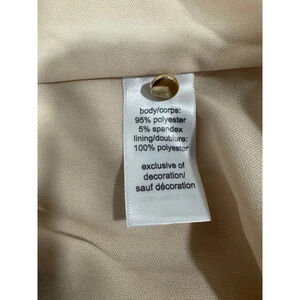 body/corps:
95% polyester
5% spandex
lining/doublure:
100% polyester
exclusive of
decoration/
sauf décoration